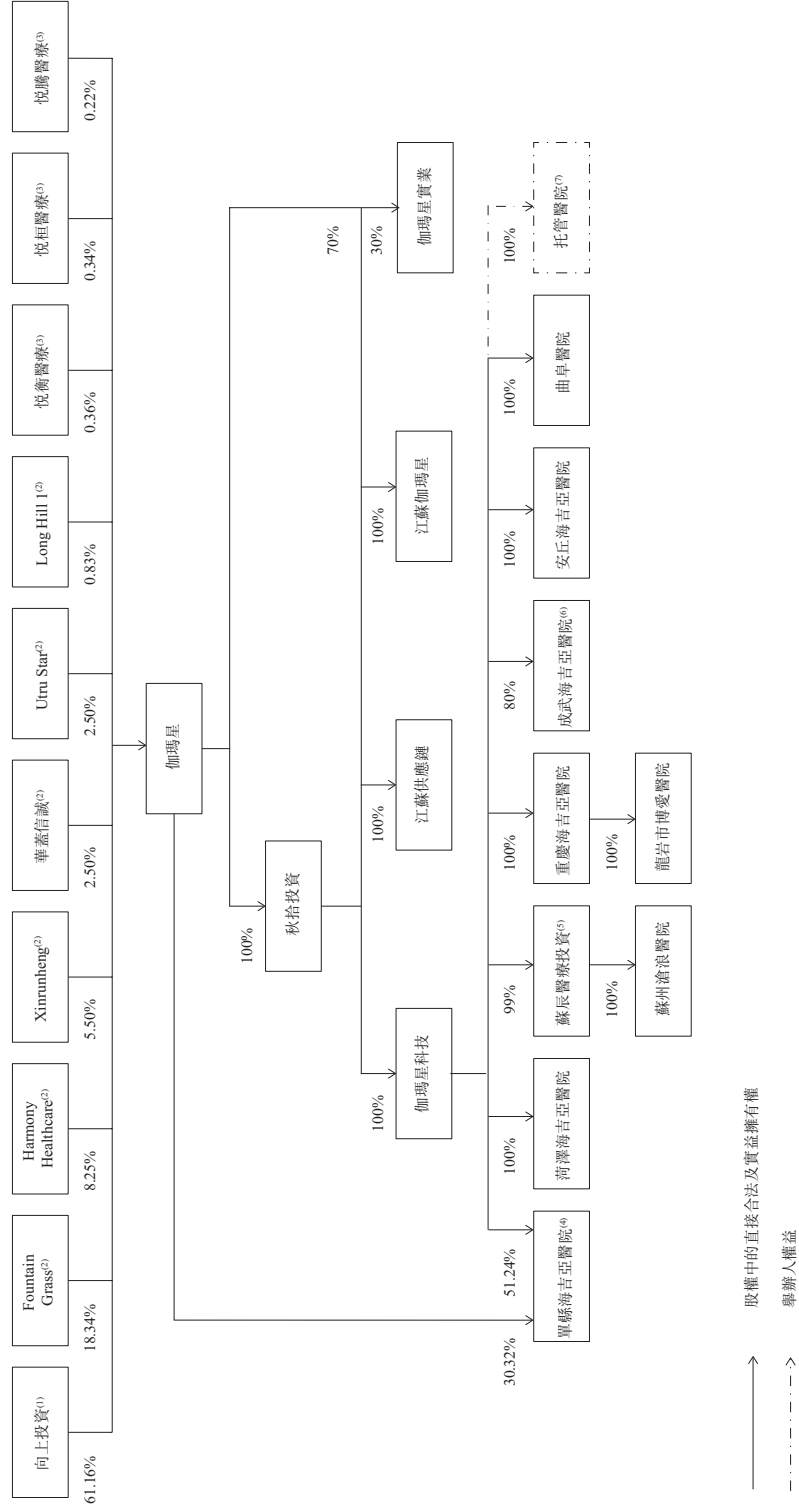 向上投資(1)
Fountain
Grass(2)
Harmony
Healthcare(2)
Xinrunheng(2)
華蓋信誠(2)
Utru Star(2)
Long Hill 1(2)
悦衡醫療(3)
悦桓醫療(3)
悦騰醫療(3)
61.16%
18.34%
8.25%
5.50%
2.50%
2.50%
0.83%
0.36%
0.34%
0.22%
伽瑪星
100%
秋拾投資
70%
100%
100%
100%
30%
伽瑪星科技
江蘇供應鏈
江蘇伽瑪星
伽瑪星實業
30.32%
51.24%
100%
99%
100%
80%
100%
100%
100%
單縣海吉亞醫院(4)
菏澤海吉亞醫院
蘇辰醫療投資(5)
重慶海吉亞醫院
成武海吉亞醫院(6)
安丘海吉亞醫院
曲阜醫院
托管醫院(7)
100%
100%
蘇州滄浪醫院
龍岩市博愛醫院
股權中的直接合法及實益擁有權
舉辦人權益